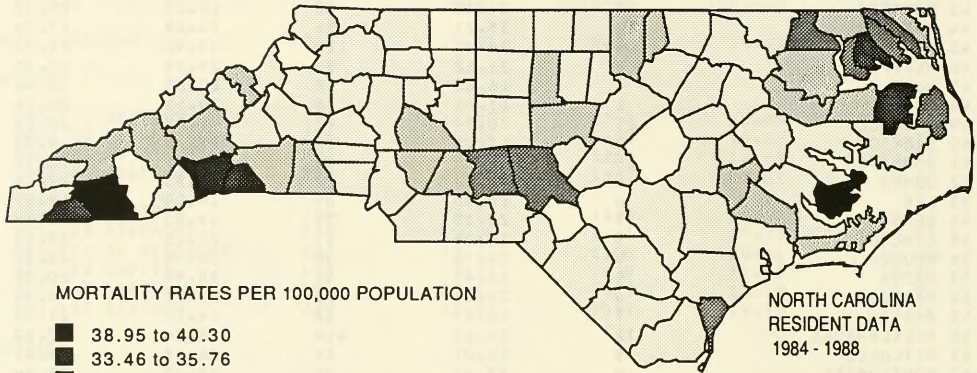 MORTALITY RATES PER 100,000 POPULATION
38.95 to 40.30
33.46 to 35.76
NORTH CAROLINA
RESIDENT DATA
1984 - 1988